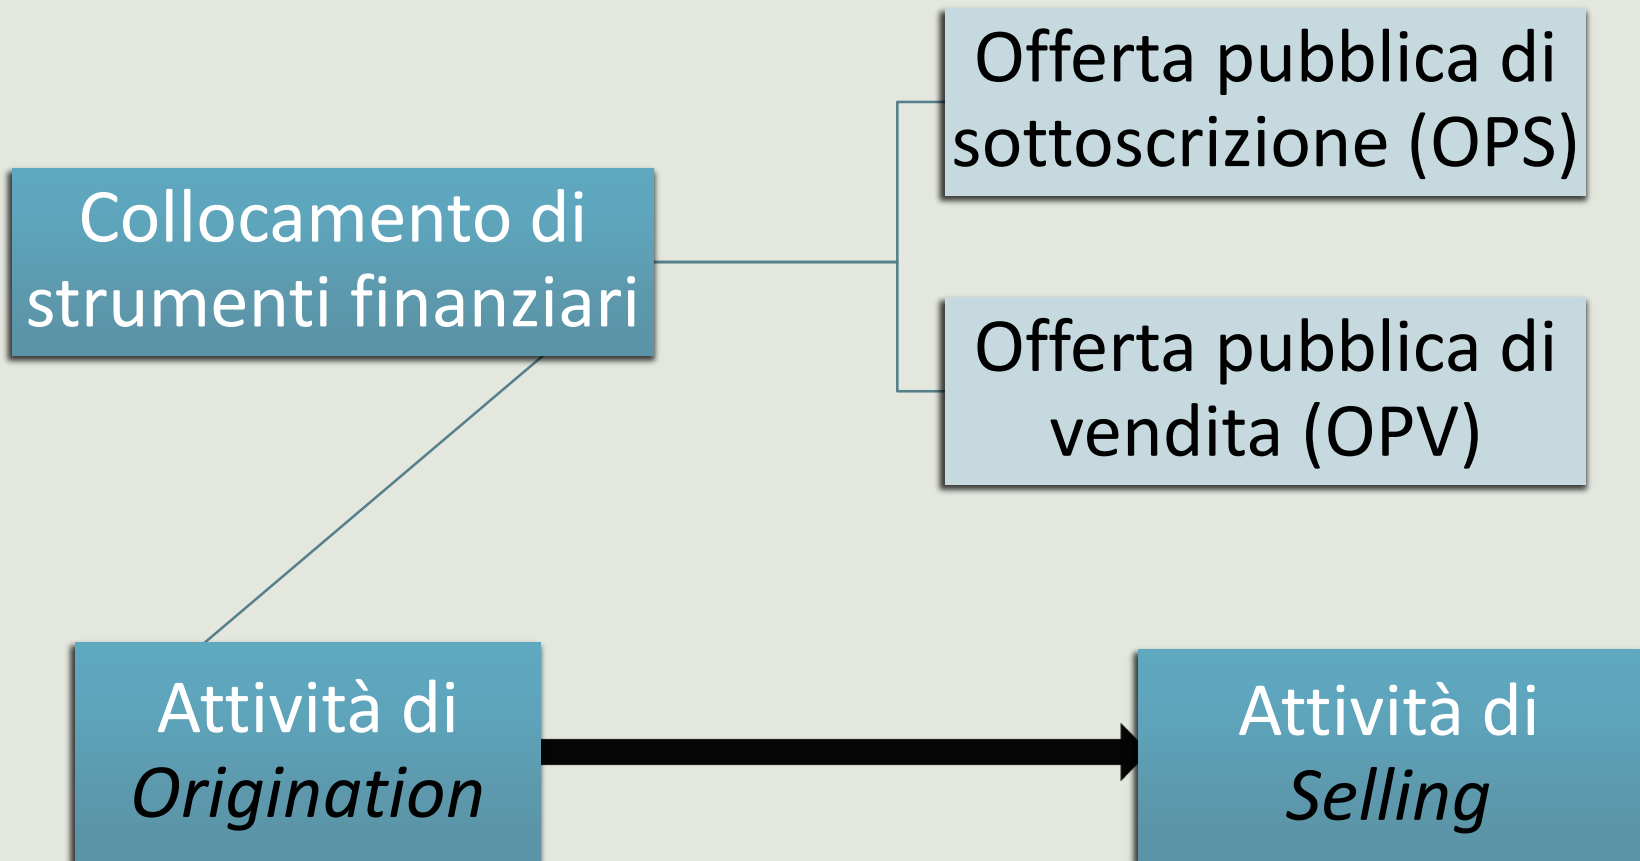 Offerta pubblica di
sottoscrizione (OPS)
Collocamento di
strumenti finanziari
Offerta pubblica di
vendita (OPV)
Attività di
Origination
Attività di
Selling